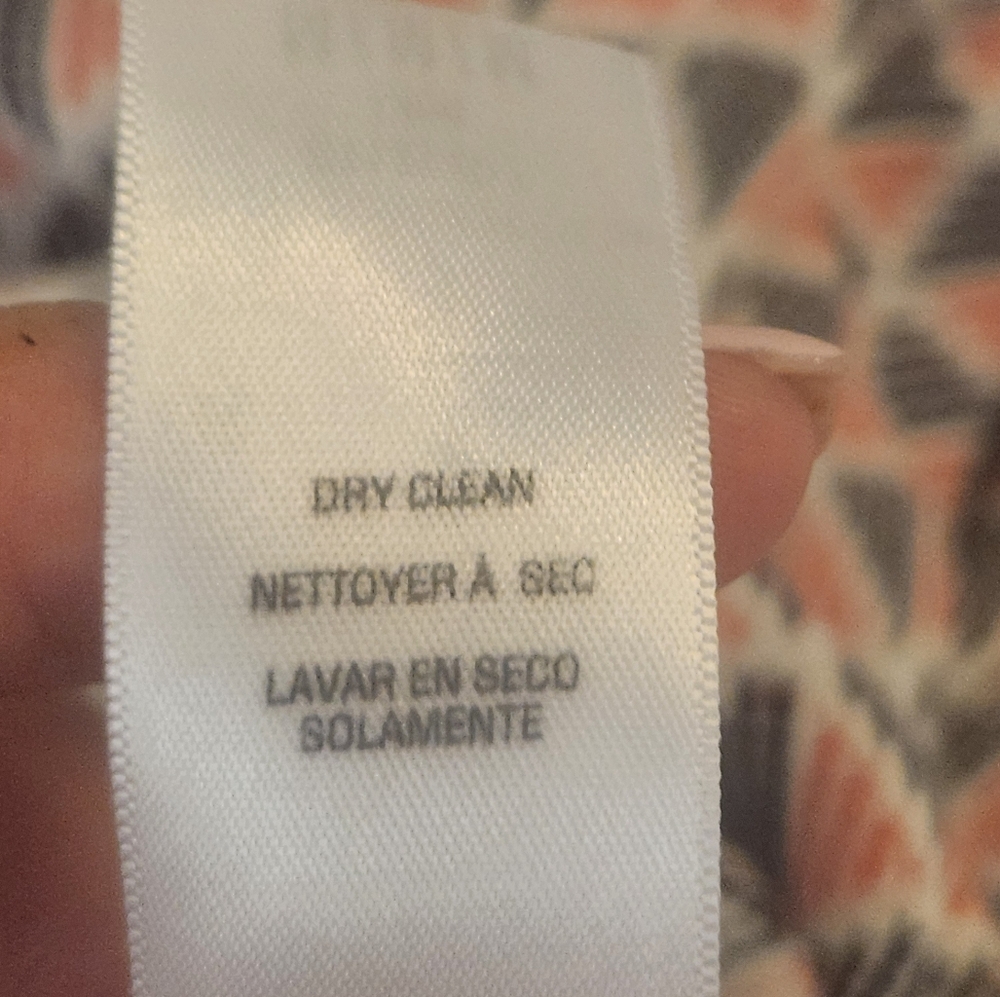 DRY CLEAN
NETTOYER À SEC
LAVAR EN SECO
SOLAMENTE